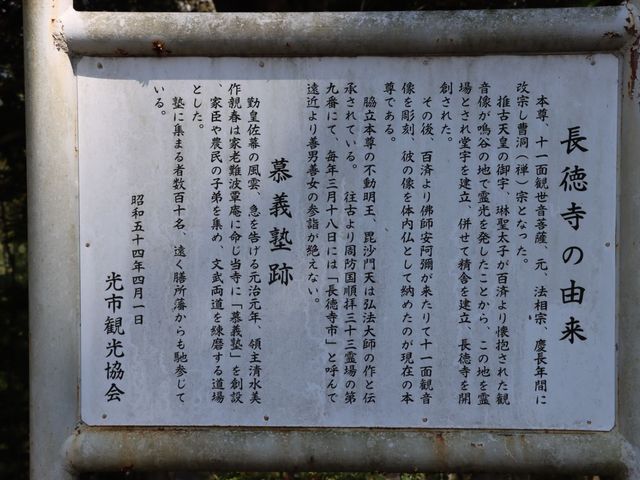 長徳寺の由来
本尊、十一面観世音菩薩、元、法相宗、慶長年間に
改宗し曹洞(禅)宗となった。
推古天皇の御宇、琳聖太子が百済より懐抱された観
音像が鳴谷の地で霊光を発したことから、この地を霊
場とされ堂宇を建立、併せて精舎を建立、長徳寺を開
創された。
その後、百済より佛師安阿彌が来たりて十一面観音
像を彫刻、彼の像を体内仏として納めたのが現在の本
尊である。
脇立本尊の不動明王、毘沙門天は弘法大師の作と伝
承されている。 往古より周防国順拝三十三霊場の第
九番にて、毎年三月十八日には「長徳寺市」と呼んで
遠近より善男善女の参詣が絶えない。
慕義塾跡
勤皇佐幕の風雲、急を告げる元治元年、領主清水美
作親春は家老難波覃庵に命じ当寺に「慕義塾」を創設
、家臣や農民の子弟を集め、文武両道を練磨する道場
とした。
塾に集まる者数百十名、遠く膳所藩からも馳参じて
いる。
昭和五十四年四月一日
光市観光協会